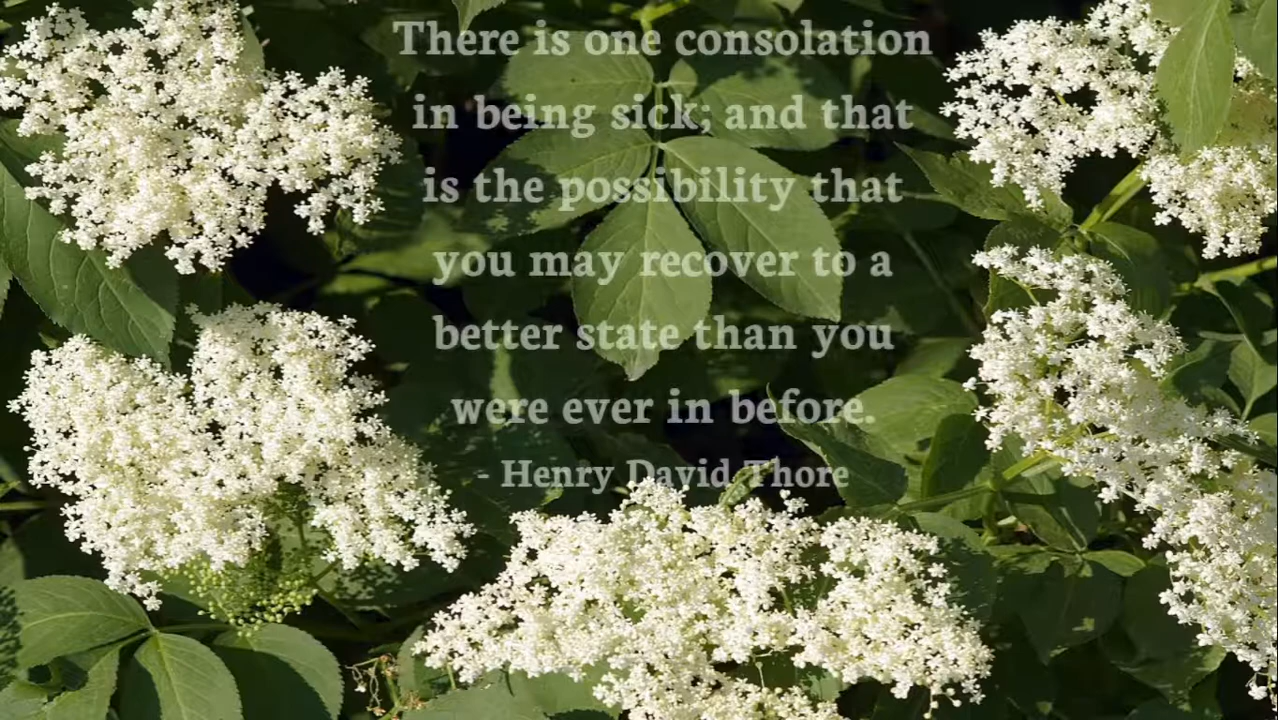 There is one consolation
in being sick; and that
is the possibility that
you may recover to a
better state than you
were ever in before.
- Henry David Thore